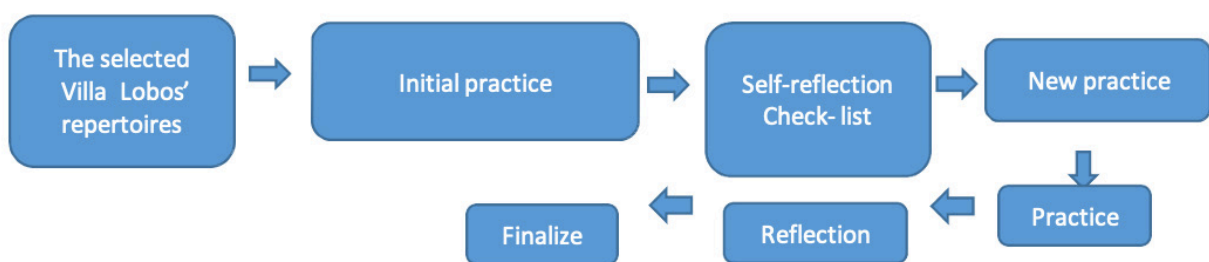 The selected
Villa Lobos’
repertoires
Initial practice
Self-reflection
Check- list
New practice
Practice
Reflection
Finalize